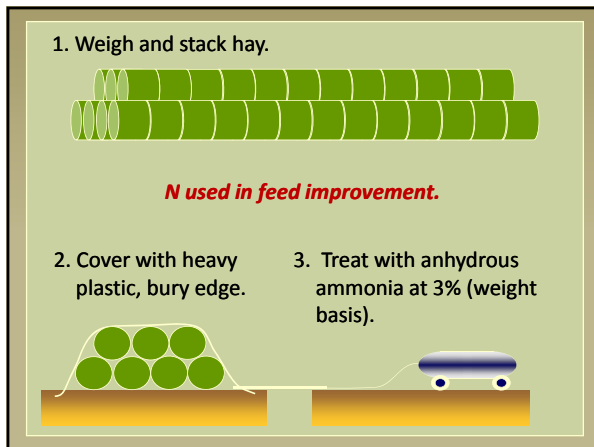 1. Weigh and stack hay.
N used in feed improvement.
2. Cover with heavy
plastic, bury edge.
3. Treat with anhydrous
ammonia at 3% (weight
basis).